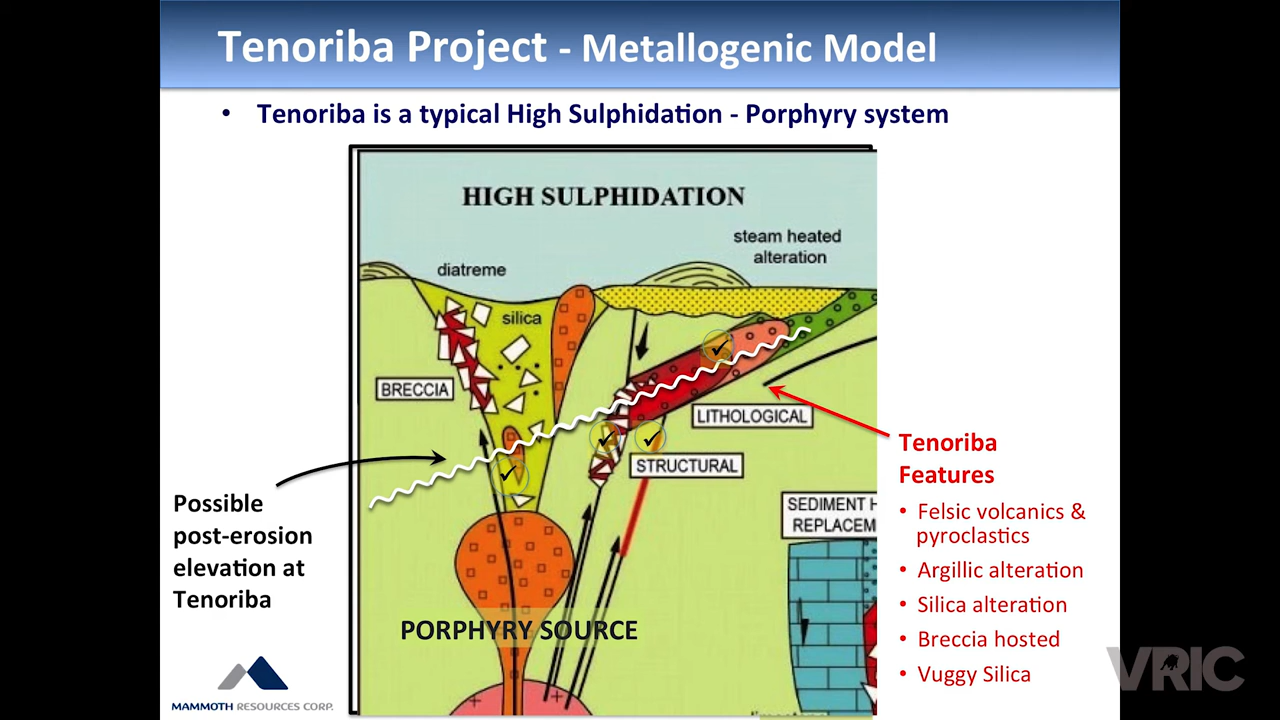 Tenoriba Project - Metallogenic Model
• Tenoriba is a typical High Sulphidation - Porphyry system
HIGH SULPHIDATION
steam heated
alteration
diatreme
silica
BRECCIA
LITHOLOGICAL
STRUCTURAL
SEDIMENT H
REPLACEM
PORPHYRY SOURCE
Possible
post-erosion
elevation at
Tenoriba
Tenoriba
Features
• Felsic volcanics &
pyroclastics
• Argillic alteration
• Silica alteration
• Breccia hosted
• Vuggy Silica
MAMMOTH RESOURCES CORP.
VRIC